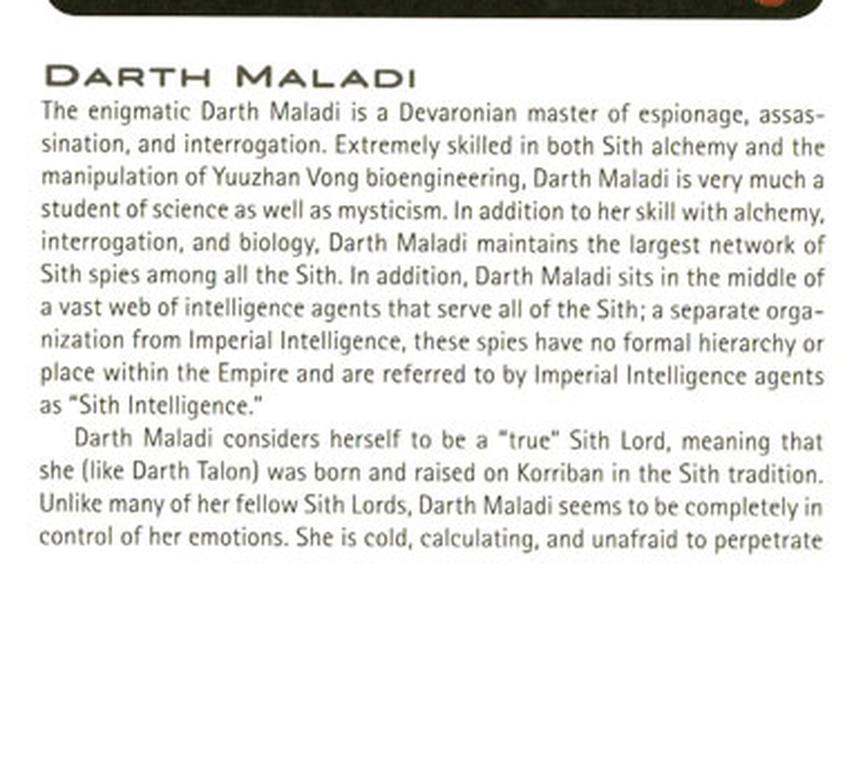 DARTH MALADI
The enigmatic Darth Maladi is a Devaronian master of espionage, assas-
sination, and interrogation. Extremely skilled in both Sith alchemy and the
manipulation of Yuuzhan Vong bioengineering, Darth Maladi is very much a
student of science as well as mysticism. In addition to her skill with alchemy,
interrogation, and biology, Darth Maladi maintains the largest network of
Sith spies among all the Sith. In addition, Darth Maladi sits in the middle of
a vast web of intelligence agents that serve all of the Sith; a separate orga-
nization from Imperial Intelligence, these spies have no formal hierarchy or
place within the Empire and are referred to by Imperial Intelligence agents
as "Sith Intelligence."
Darth Maladi considers herself to be a "true" Sith Lord, meaning that
she (like Darth Talon) was born and raised on Korriban in the Sith tradition.
Unlike many of her fellow Sith Lords, Darth Maladi seems to be completely in
control of her emotions. She is cold, calculating, and unafraid to perpetrate